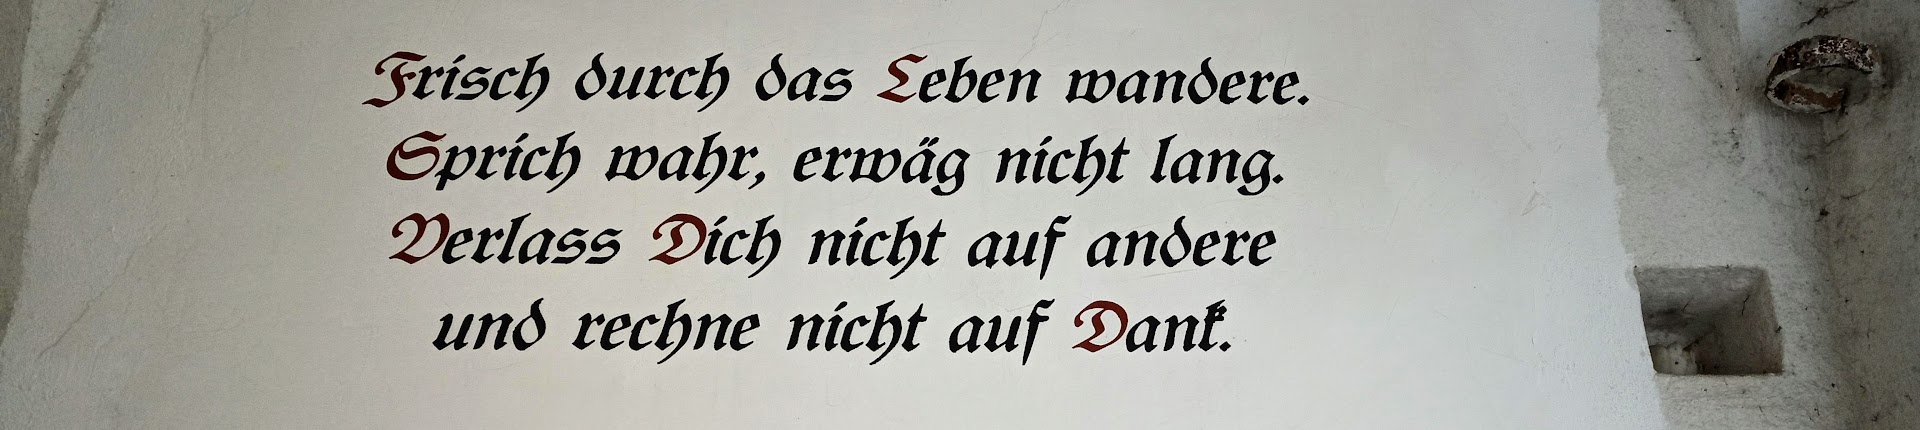 Frisch durch das Leben wandere.
Sprich wahr, erwäg nicht lang.
Verlass Dich nicht auf andere
und rechne nicht auf Dank.